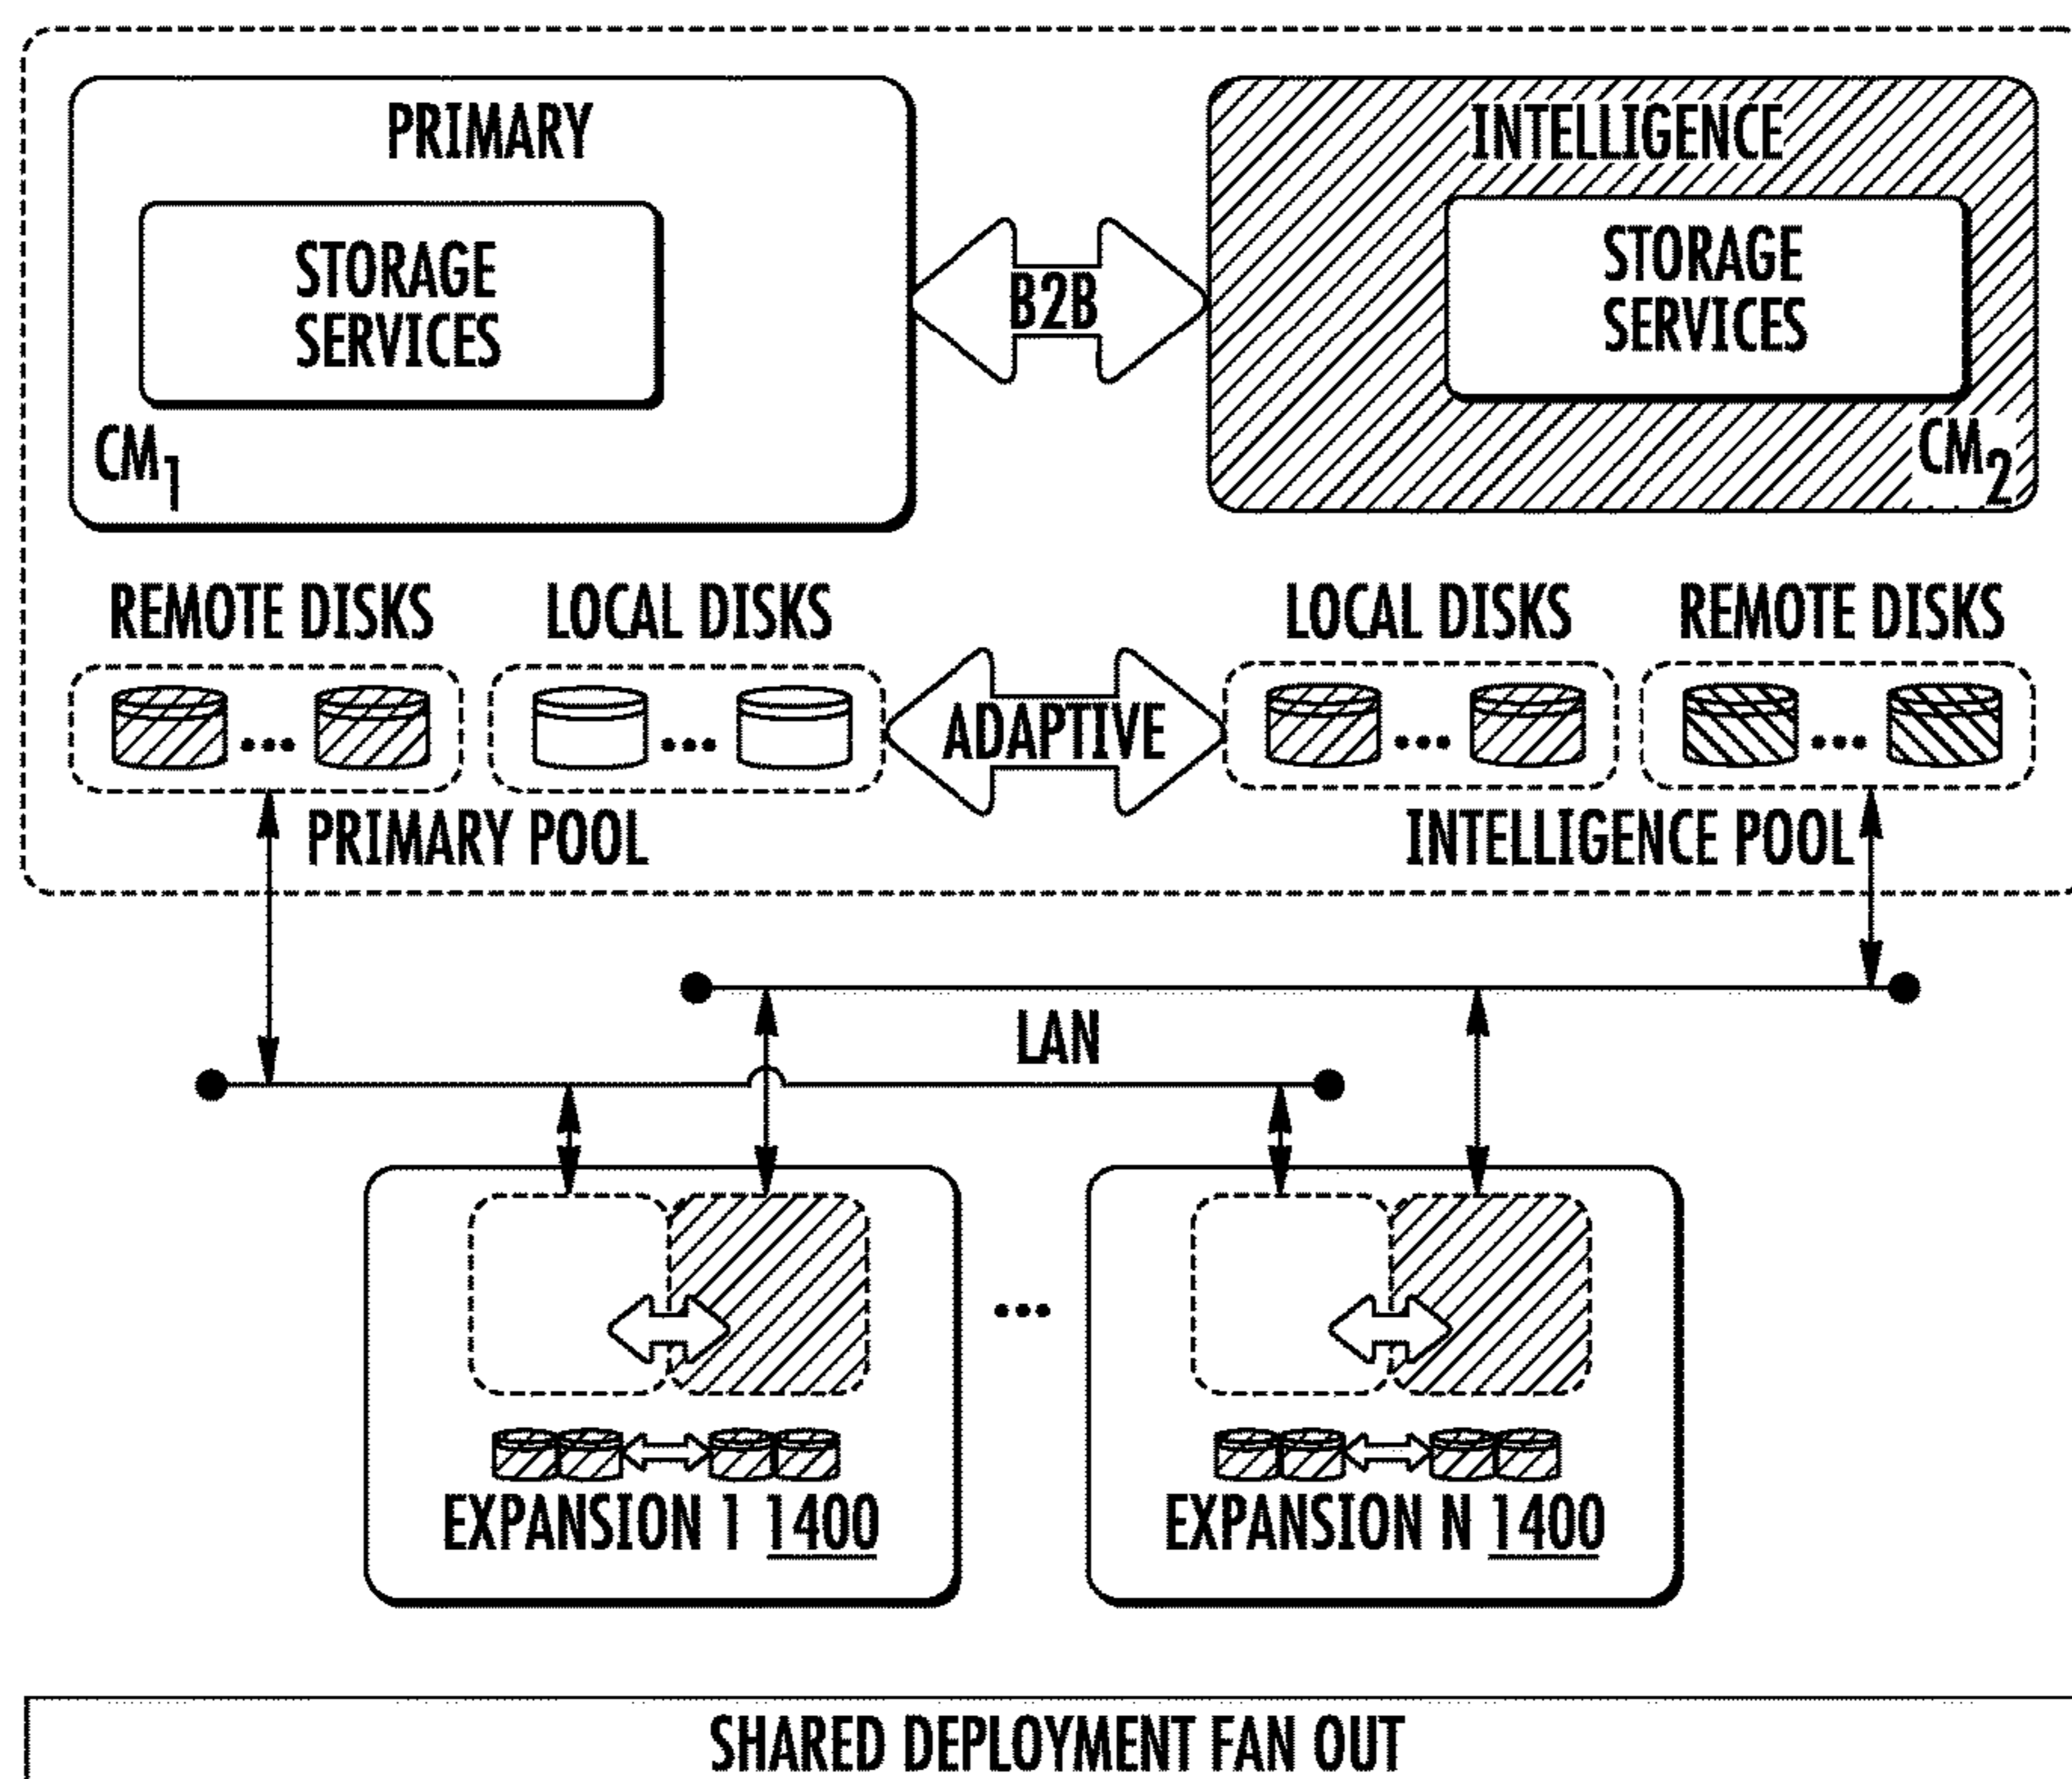 PRIMARY
INTELLIGENCE
STORAGE
SERVICES
B2B
STORAGE
SERVICES
CM1
CM2
REMOTE DISKS
LOCAL DISKS
LOCAL DISKS
REMOTE DISKS
...
...
ADAPTIVE
...
...
PRIMARY POOL
INTELLIGENCE POOL
LAN
...
EXPANSION 1 1400
EXPANSION N 1400
SHARED DEPLOYMENT FAN OUT